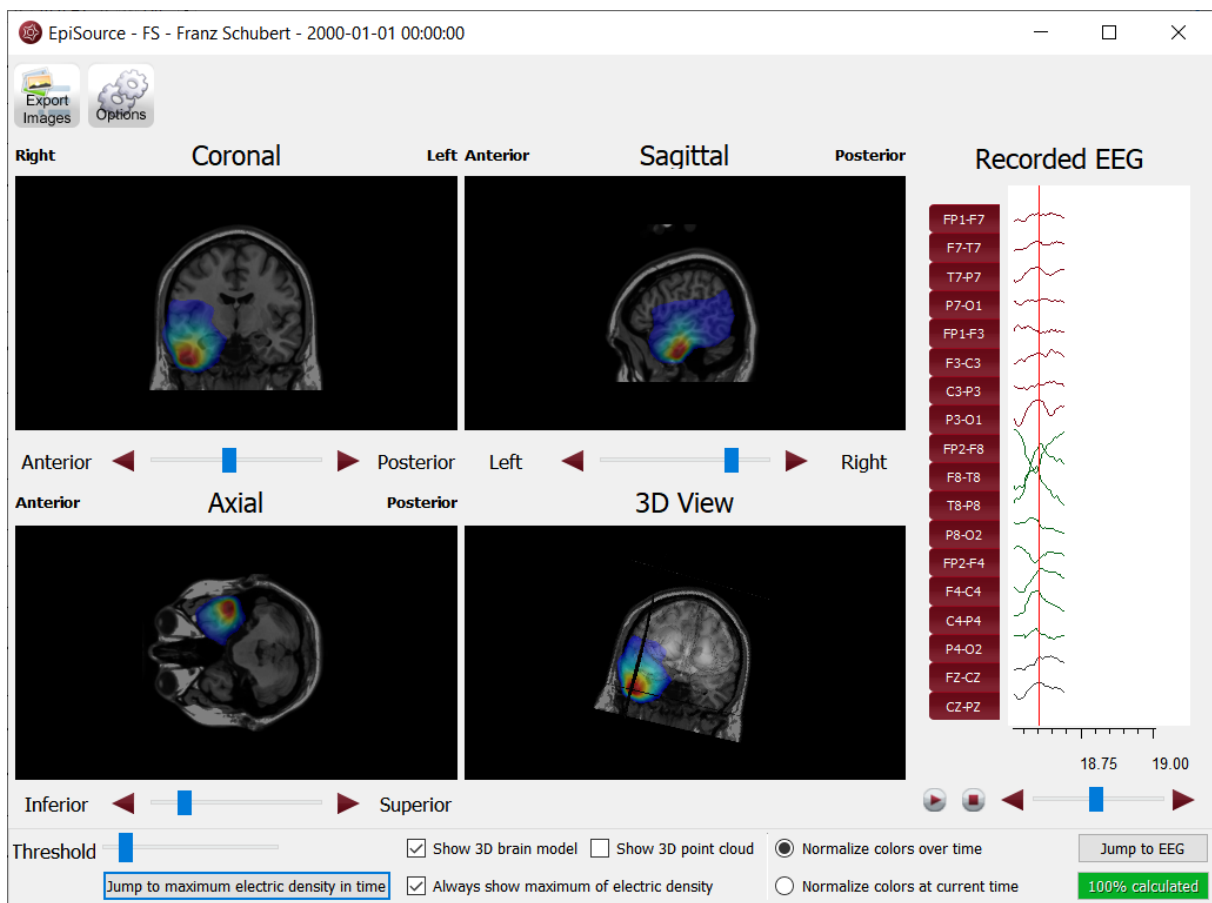 EpiSource - FS - Franz Schubert - 2000-01-01 00:00:00
Export
Images
Options
Right Coronal Left
Anterior Sagittal Posterior
Recorded EEG
FP1-F7
F7-T7
T7-P7
P7-O1
FP1-F3
F3-C3
C3-P3
P3-O1
FP2-F8
F8-T8
T8-P8
P8-O2
FP2-F4
F4-C4
C4-P4
P4-O2
FZ-CZ
CZ-PZ
18.75 19.00
Anterior Posterior
Left Right
Anterior Axial Posterior
3D View
Inferior Superior
Threshold
Show 3D brain model
Show 3D point cloud
Normalize colors over time
Jump to EEG
Jump to maximum electric density in time
Always show maximum of electric density
Normalize colors at current time
100% calculated